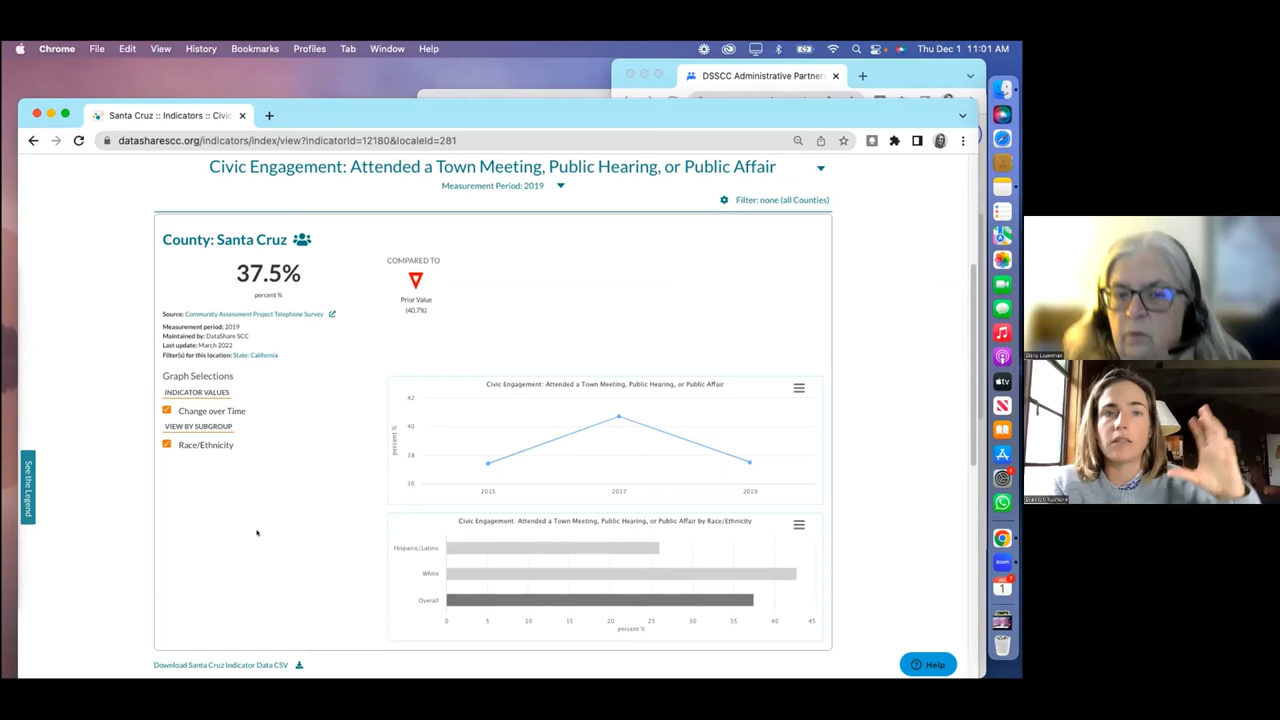 Chrome File Edit View History Bookmarks Profiles Tab Window Help Thu Dec 1 11:01 AM
DSSCC Administrative Partner
Santa Cruz :: Indicators :: Civic
datasharescc.org/indicators/index/view?indicatorId=12180&localeId=281
Civic Engagement: Attended a Town Meeting, Public Hearing, or Public Affair
Measurement Period: 2019
Filter: none (all Counties)
County: Santa Cruz
37.5%
percent %
COMPARED TO
Prior Value
(40.7%)
Source: Community Assessment Project Telephone Survey
Measurement period: 2019
Maintained by: DataShare SCC
Last update: March 2022
Filter(s) for this location: State: California
Graph Selections
INDICATOR VALUES
Change over Time
VIEW BY SUBGROUP
Race/Ethnicity
See the Legend
Civic Engagement: Attended a Town Meeting, Public Hearing, or Public Affair
percent %
42
40
38
36
2015 2017 2019
Civic Engagement: Attended a Town Meeting, Public Hearing, or Public Affair by Race/Ethnicity
Hispanic/Latino
White
Overall
0 5 10 15 20 25 30 35 40 45
percent %
Download Santa Cruz Indicator Data CSV
Help
tv
zoom
1